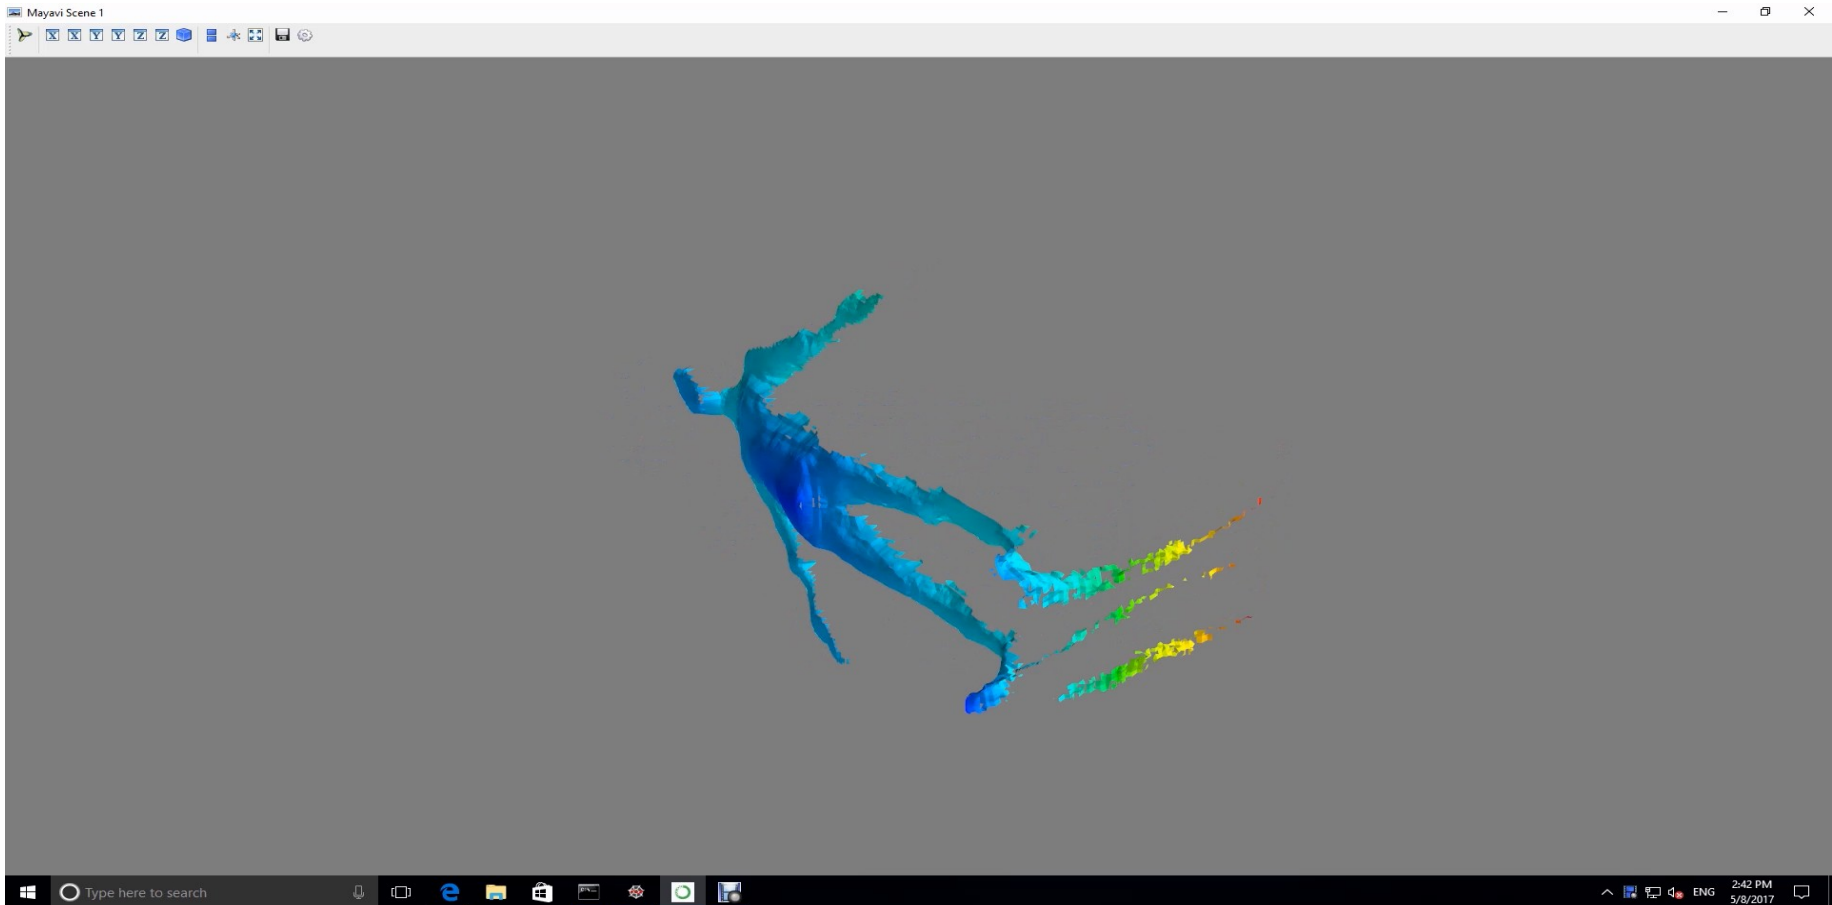 Mayavi Scene 1
X X Y Y Z Z
Type here to search
ENG
2:42 PM
5/8/2017